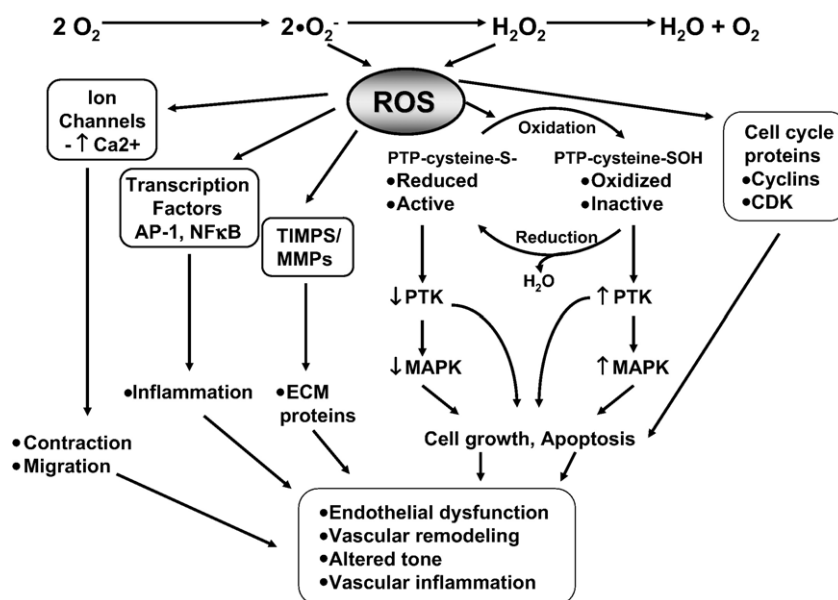 2 O₂ 2•O₂⁻ H₂O₂ H₂O + O₂
ROS
Ion
Channels
- ↑ Ca2+
Transcription
Factors
AP-1, NFκB
TIMPS/
MMPs
Oxidation
PTP-cysteine-S-
•Reduced
•Active
PTP-cysteine-SOH
•Oxidized
•Inactive
Reduction
H₂O
Cell cycle
proteins
•Cyclins
•CDK
↓PTK
↑PTK
↓MAPK
↑MAPK
•Inflammation
•ECM
proteins
•Contraction
•Migration
Cell growth, Apoptosis
•Endothelial dysfunction
•Vascular remodeling
•Altered tone
•Vascular inflammation